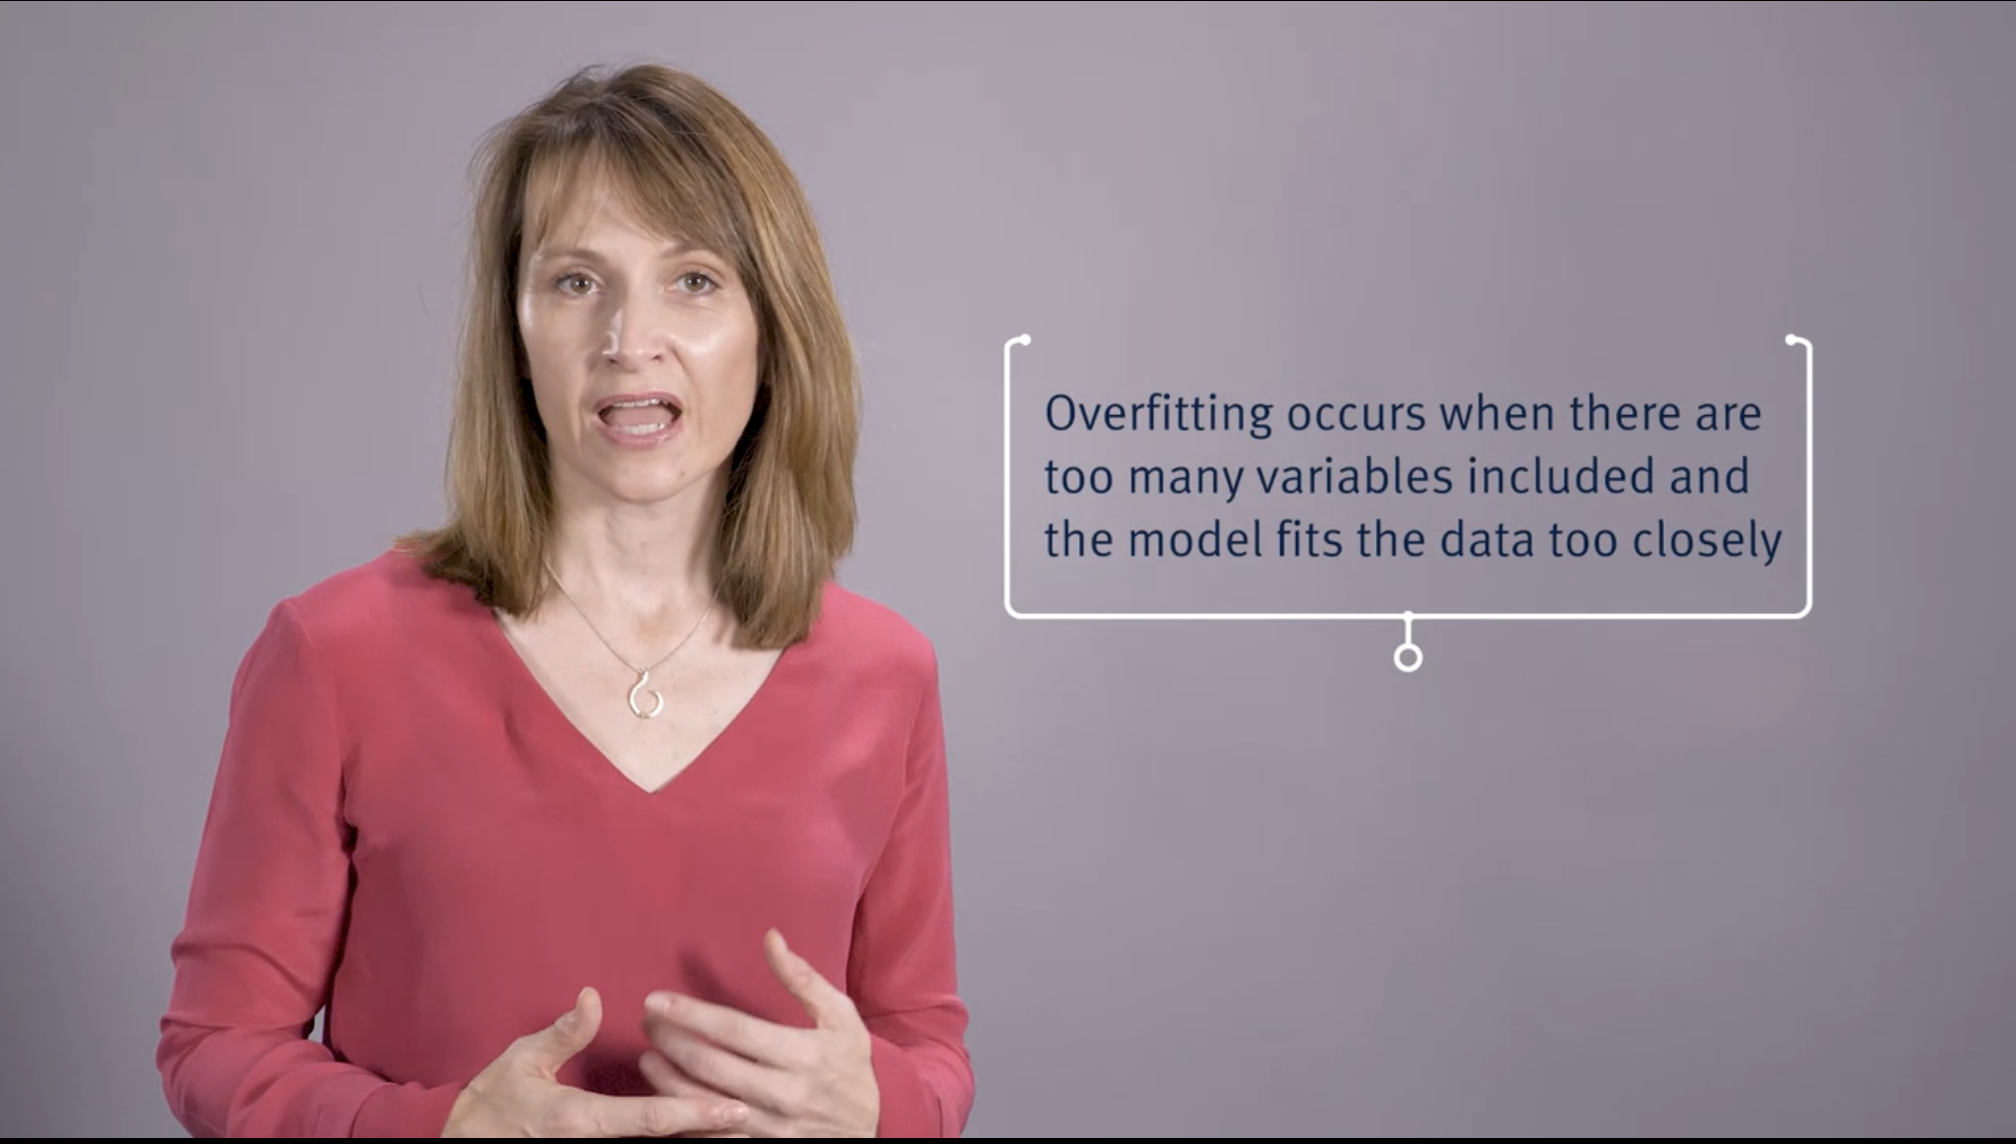 Overfitting occurs when there are
too many variables included and
the model fits the data too closely